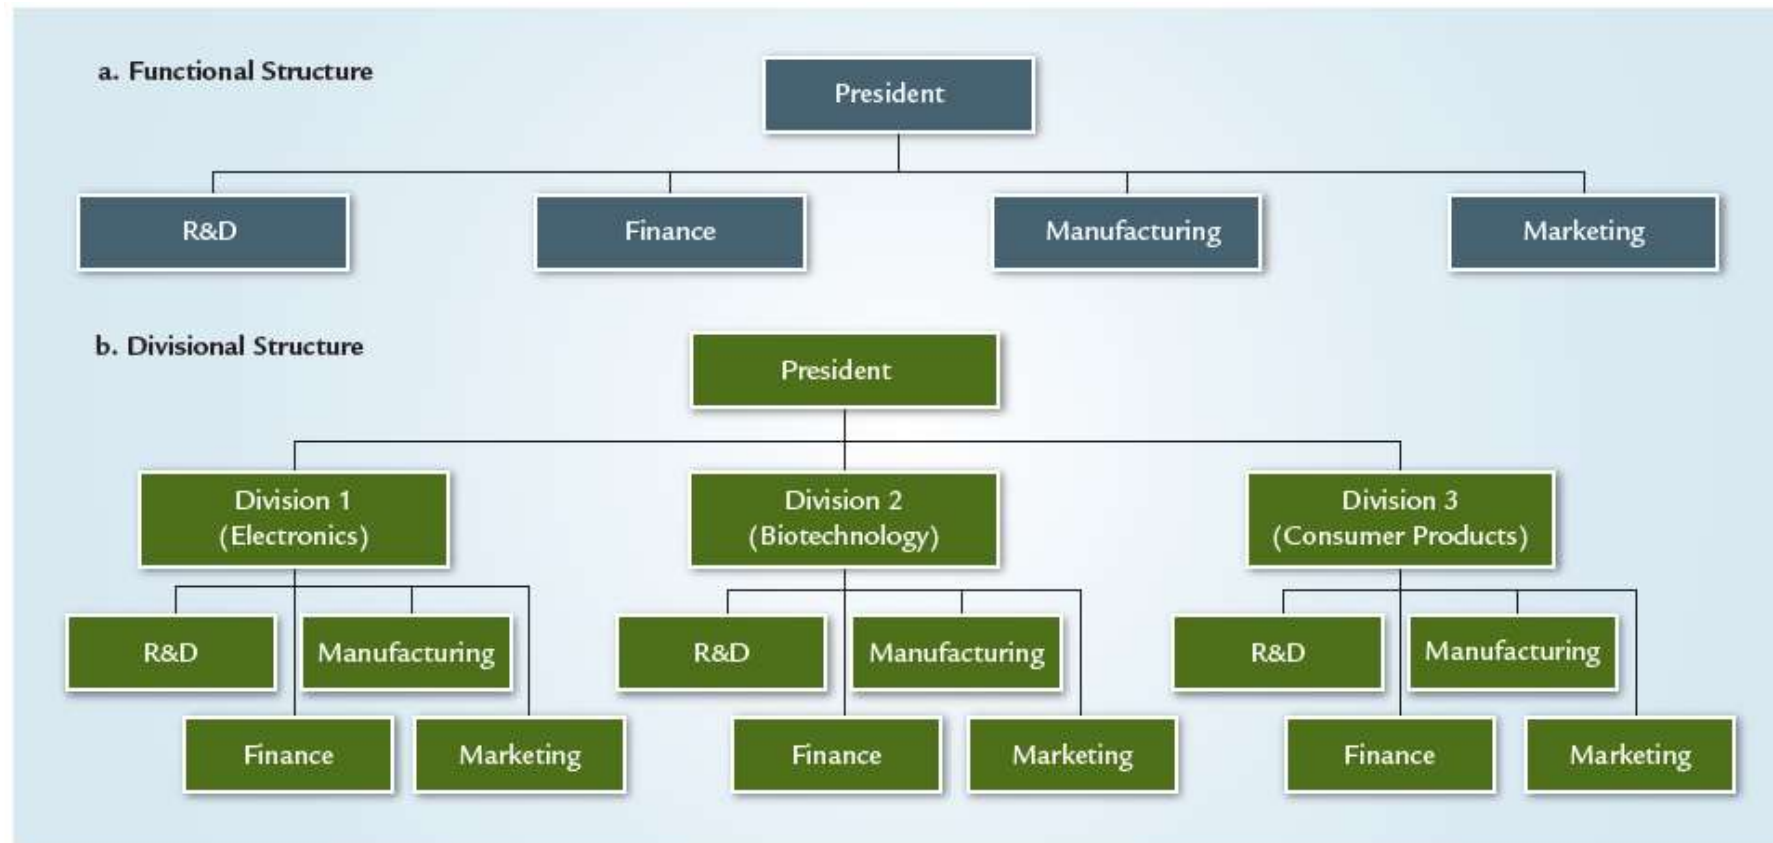 a. Functional Structure
President
R&D
Finance
Manufacturing
Marketing
b. Divisional Structure
President
Division 1
(Electronics)
Division 2
(Biotechnology)
Division 3
(Consumer Products)
R&D
Manufacturing
Finance
Marketing
R&D
Manufacturing
Finance
Marketing
R&D
Manufacturing
Finance
Marketing